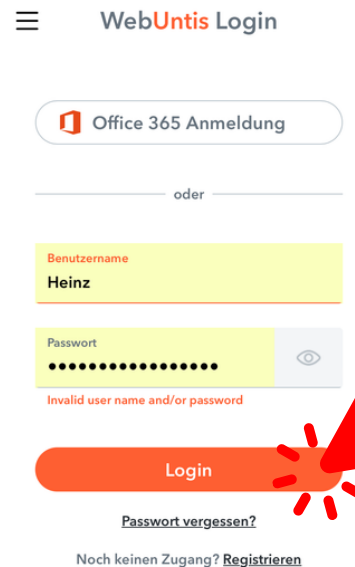 WebUntis Login
Office 365 Anmeldung
oder
Benutzername
Heinz
Passwort
•••••••••••••••••
Invalid user name and/or password
Login
Passwort vergessen?
Noch keinen Zugang? Registrieren